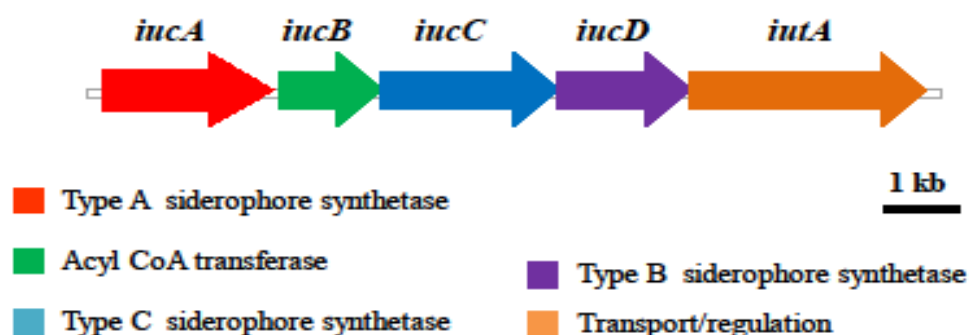 iucA iucB iucC iucD iutA
1 kb
Type A siderophore synthetase
Acyl CoA transferase
Type B siderophore synthetase
Type C siderophore synthetase
Transport/regulation